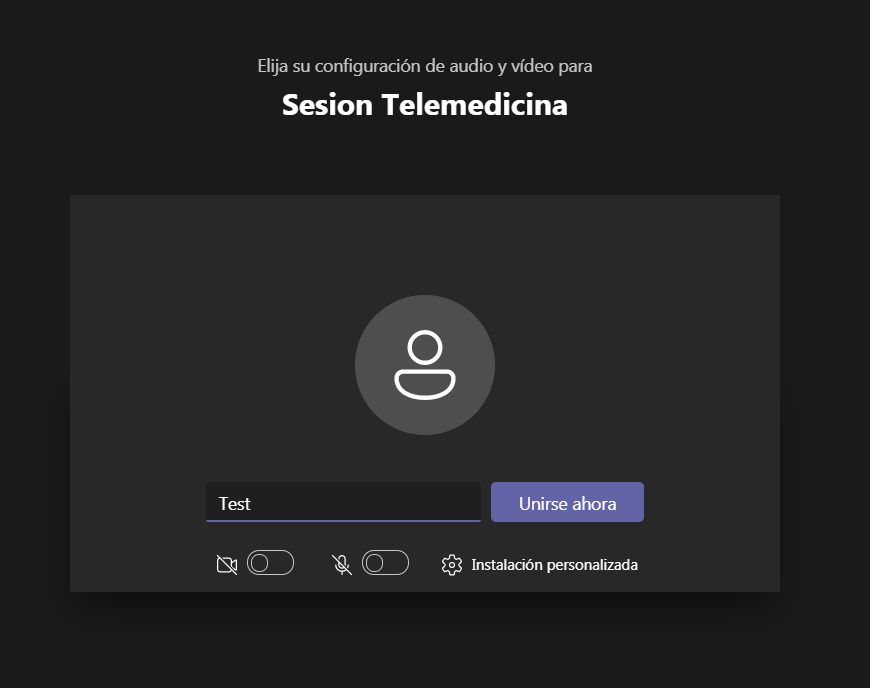 Elija su configuración de audio y vídeo para
Sesion Telemedicina
Test
Unirse ahora
Instalación personalizada